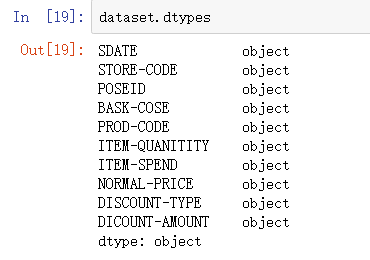 In [19]: dataset.dtypes
Out[19]: SDATE object
STORE-CODE object
POSEID object
BASK-COSE object
PROD-CODE object
ITEM-QUANITITY object
ITEM-SPEND object
NORMAL-PRICE object
DISCOUNT-TYPE object
DICOUNT-AMOUNT object
dtype: object